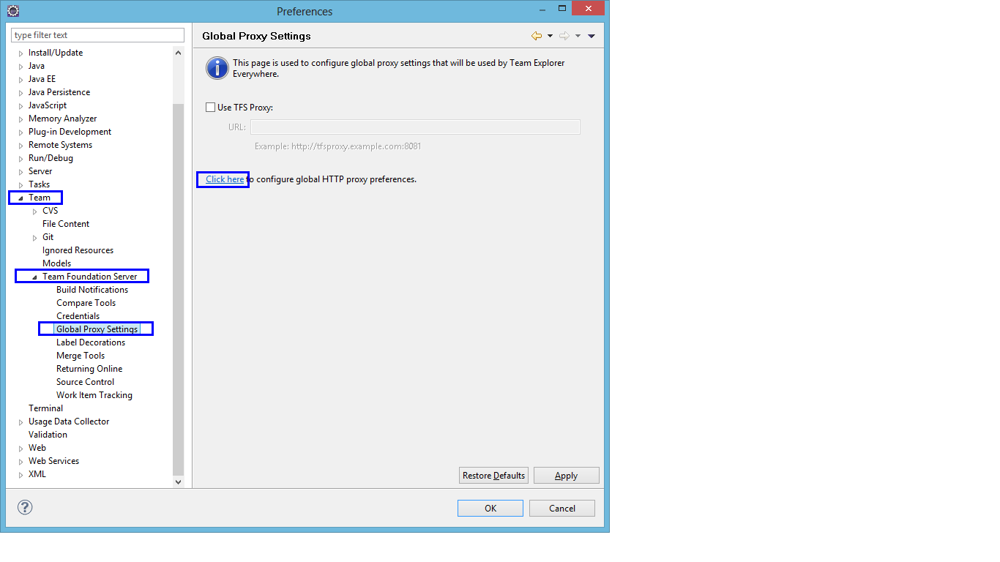 Preferences
type filter text
Install/Update
Java
Java EE
Java Persistence
JavaScript
Memory Analyzer
Plug-in Development
Remote Systems
Run/Debug
Server
Tasks
Team
CVS
File Content
Git
Ignored Resources
Models
Team Foundation Server
Build Notifications
Compare Tools
Credentials
Global Proxy Settings
Label Decorations
Merge Tools
Returning Online
Source Control
Work Item Tracking
Terminal
Usage Data Collector
Validation
Web
Web Services
XML
Global Proxy Settings
This page is used to configure global proxy settings that will be used by Team Explorer
Everywhere.
Use TFS Proxy:
URL:
Example: http://tfsproxy.example.com:8081
Click here to configure global HTTP proxy preferences.
Restore Defaults
Apply
OK
Cancel